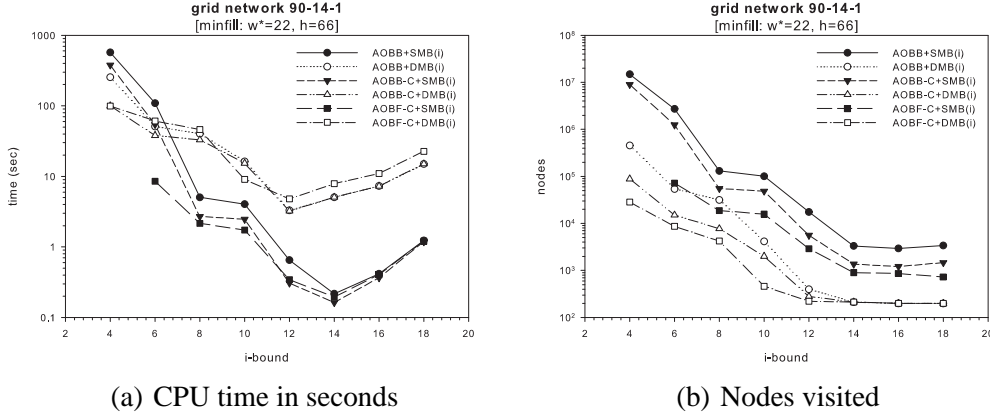 grid network 90-14-1
[minfill: w*=22, h=66]
time (sec)
1000
100
10
1
0,1
2 4 6 8 10 12 14 16 18 20
i-bound
AOBB+SMB(i)
AOBB+DMB(i)
AOBB-C+SMB(i)
AOBB-C+DMB(i)
AOBF-C+SMB(i)
AOBF-C+DMB(i)
(a) CPU time in seconds
grid network 90-14-1
[minfill: w*=22, h=66]
nodes
10⁷
10⁶
10⁵
10⁴
10³
10²
2 4 6 8 10 12 14 16 18 20
i-bound
AOBB+SMB(i)
AOBB+DMB(i)
AOBB-C+SMB(i)
AOBB-C+DMB(i)
AOBF-C+SMB(i)
AOBF-C+DMB(i)
(b) Nodes visited